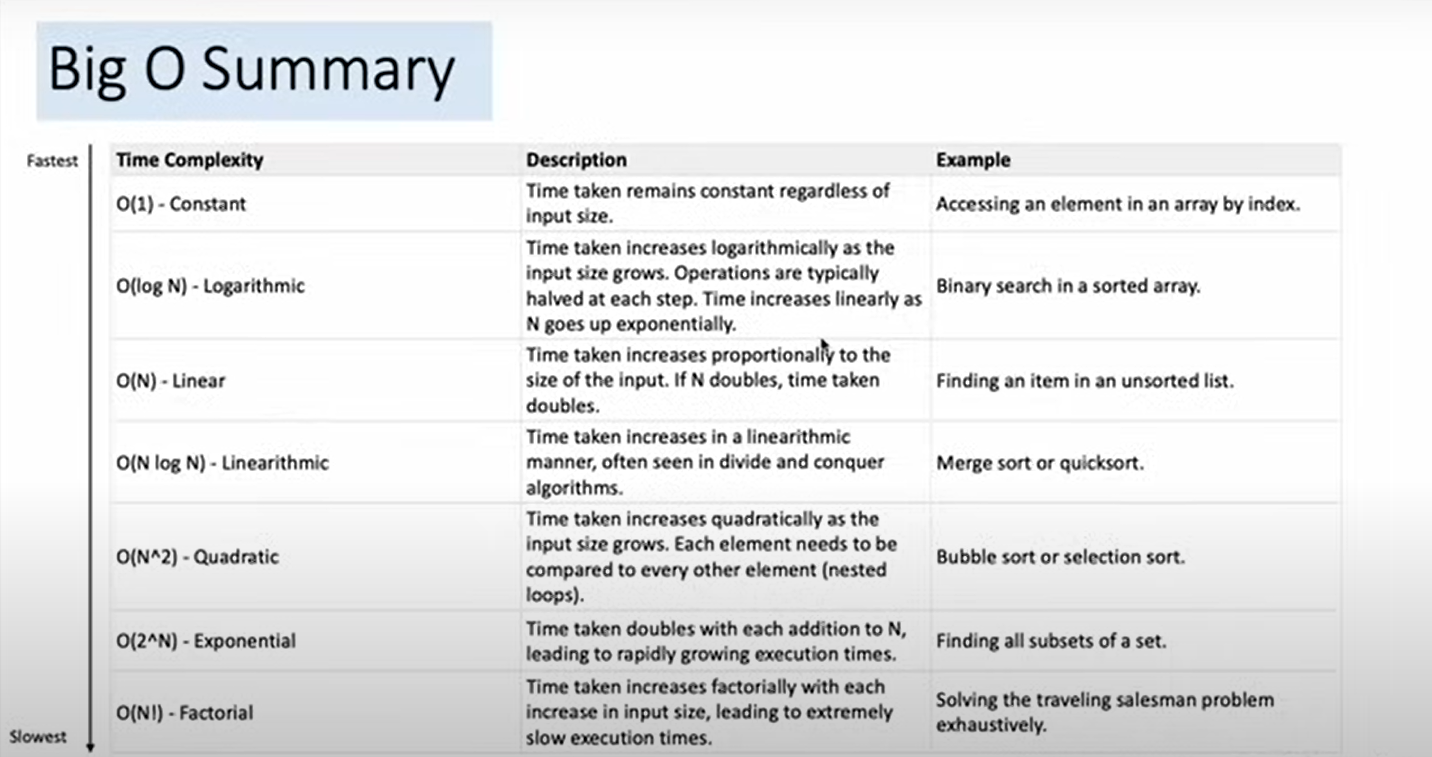 Big O Summary
Fastest
Time Complexity
Description
Example
O(1) - Constant
Time taken remains constant regardless of
input size.
Accessing an element in an array by index.
O(log N) - Logarithmic
Time taken increases logarithmically as the
input size grows. Operations are typically
halved at each step. Time increases linearly as
N goes up exponentially.
Binary search in a sorted array.
O(N) - Linear
Time taken increases proportionally to the
size of the input. If N doubles, time taken
doubles.
Finding an item in an unsorted list.
O(N log N) - Linearithmic
Time taken increases in a linearithmic
manner, often seen in divide and conquer
algorithms.
Merge sort or quicksort.
O(N^2) - Quadratic
Time taken increases quadratically as the
input size grows. Each element needs to be
compared to every other element (nested
loops).
Bubble sort or selection sort.
O(2^N) - Exponential
Time taken doubles with each addition to N,
leading to rapidly growing execution times.
Finding all subsets of a set.
O(N!) - Factorial
Time taken increases factorially with each
increase in input size, leading to extremely
slow execution times.
Solving the traveling salesman problem
exhaustively.
Slowest